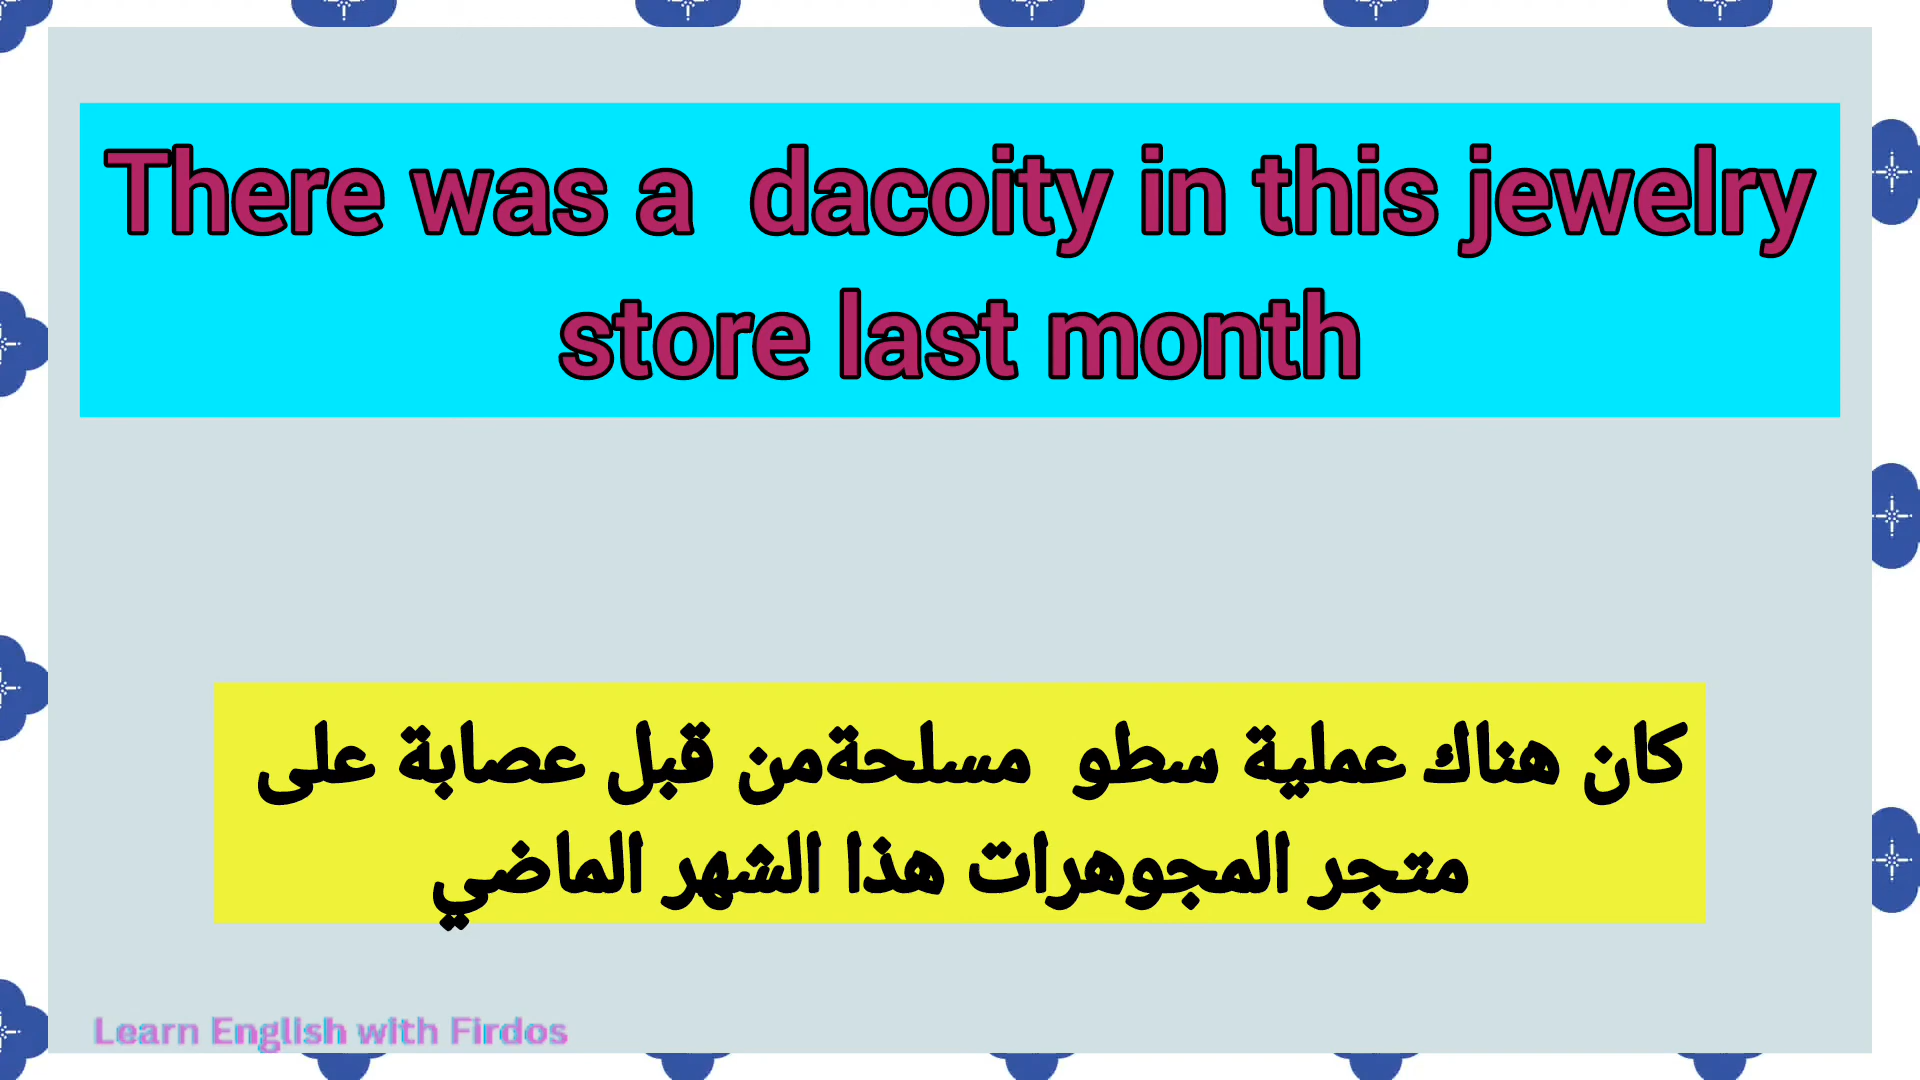 There was a  dacoity in this jewelry
store last month
كان هناك عملية سطو  مسلحةمن قبل عصابة على
متجر المجوهرات هذا الشهر الماضي
Learn English with Firdos